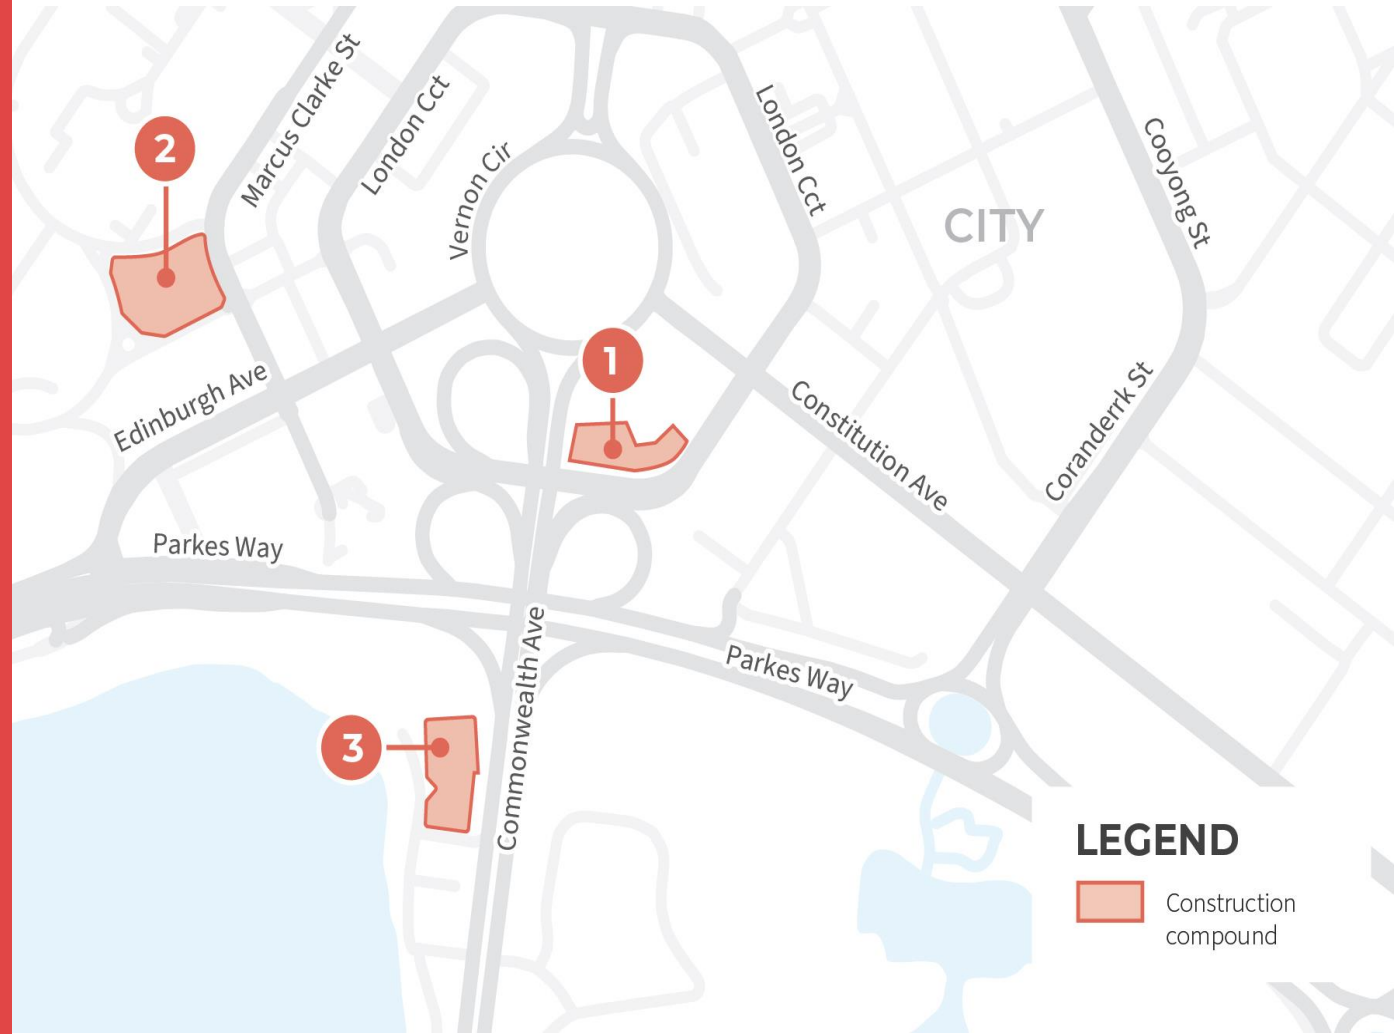 Marcus Clarke St
London Cct
Vernon Cir
London Cct
Cooyong St
2
CITY
1
Edinburgh Ave
Constitution Ave
Coranderrk St
Parkes Way
Commonwealth Ave
Parkes Way
3
LEGEND
Construction
compound